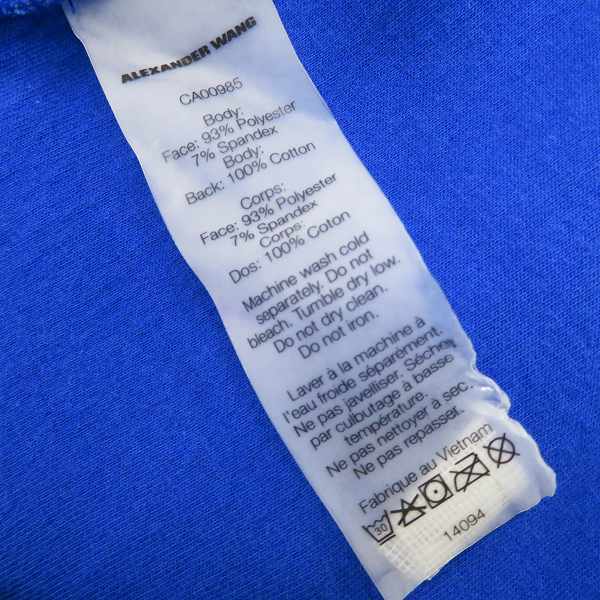 ALEXANDER WANG
CA00985
Body:
Face: 93% Polyester
7% Spandex
Body:
Back: 100% Cotton
Corps:
Face: 93% Polyester
7% Spandex
Corps:
Dos: 100% Coton
Machine wash cold
separately. Do not
bleach. Tumble dry low.
Do not dry clean.
Do not iron.
Laver à la machine à
l'eau froide séparément.
Ne pas javelliser. Sécher
par culbutage à basse
température.
Ne pas nettoyer à sec.
Ne pas repasser.
Fabrique au Vietnam
30
14094